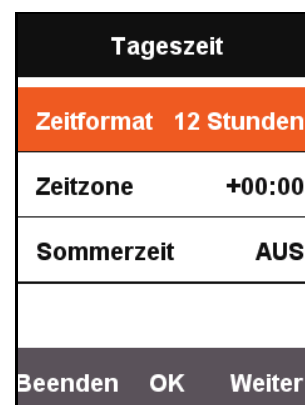 Tageszeit
Zeitformat 12 Stunden
Zeitzone +00:00
Sommerzeit AUS
Beenden OK Weiter